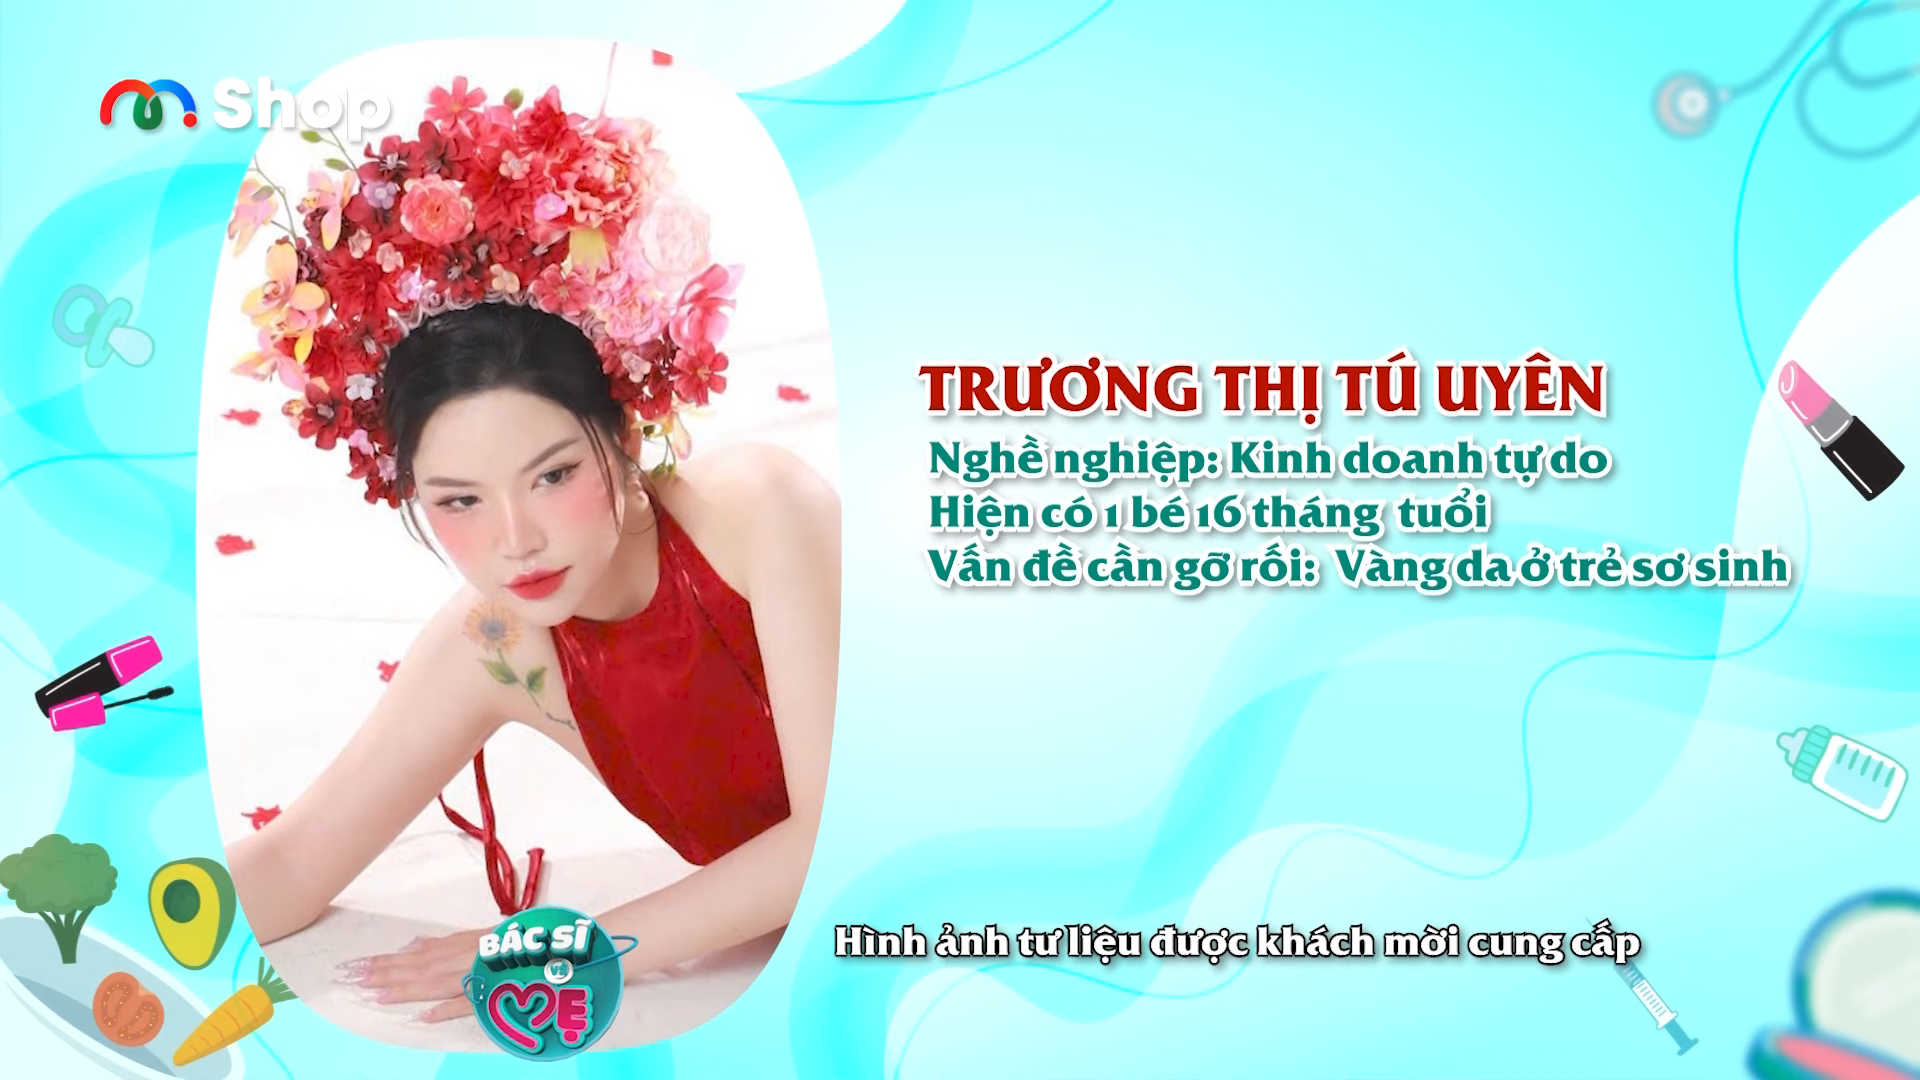 Shop
TRƯƠNG THỊ TÚ UYÊN
Nghề nghiệp: Kinh doanh tự do
Hiện có 1 bé 16 tháng tuổi
Vấn đề cần gỡ rối: Vàng da ở trẻ sơ sinh
Hình ảnh tư liệu được khách mời cung cấp
BÁC SĨ
VÀ
MẸ